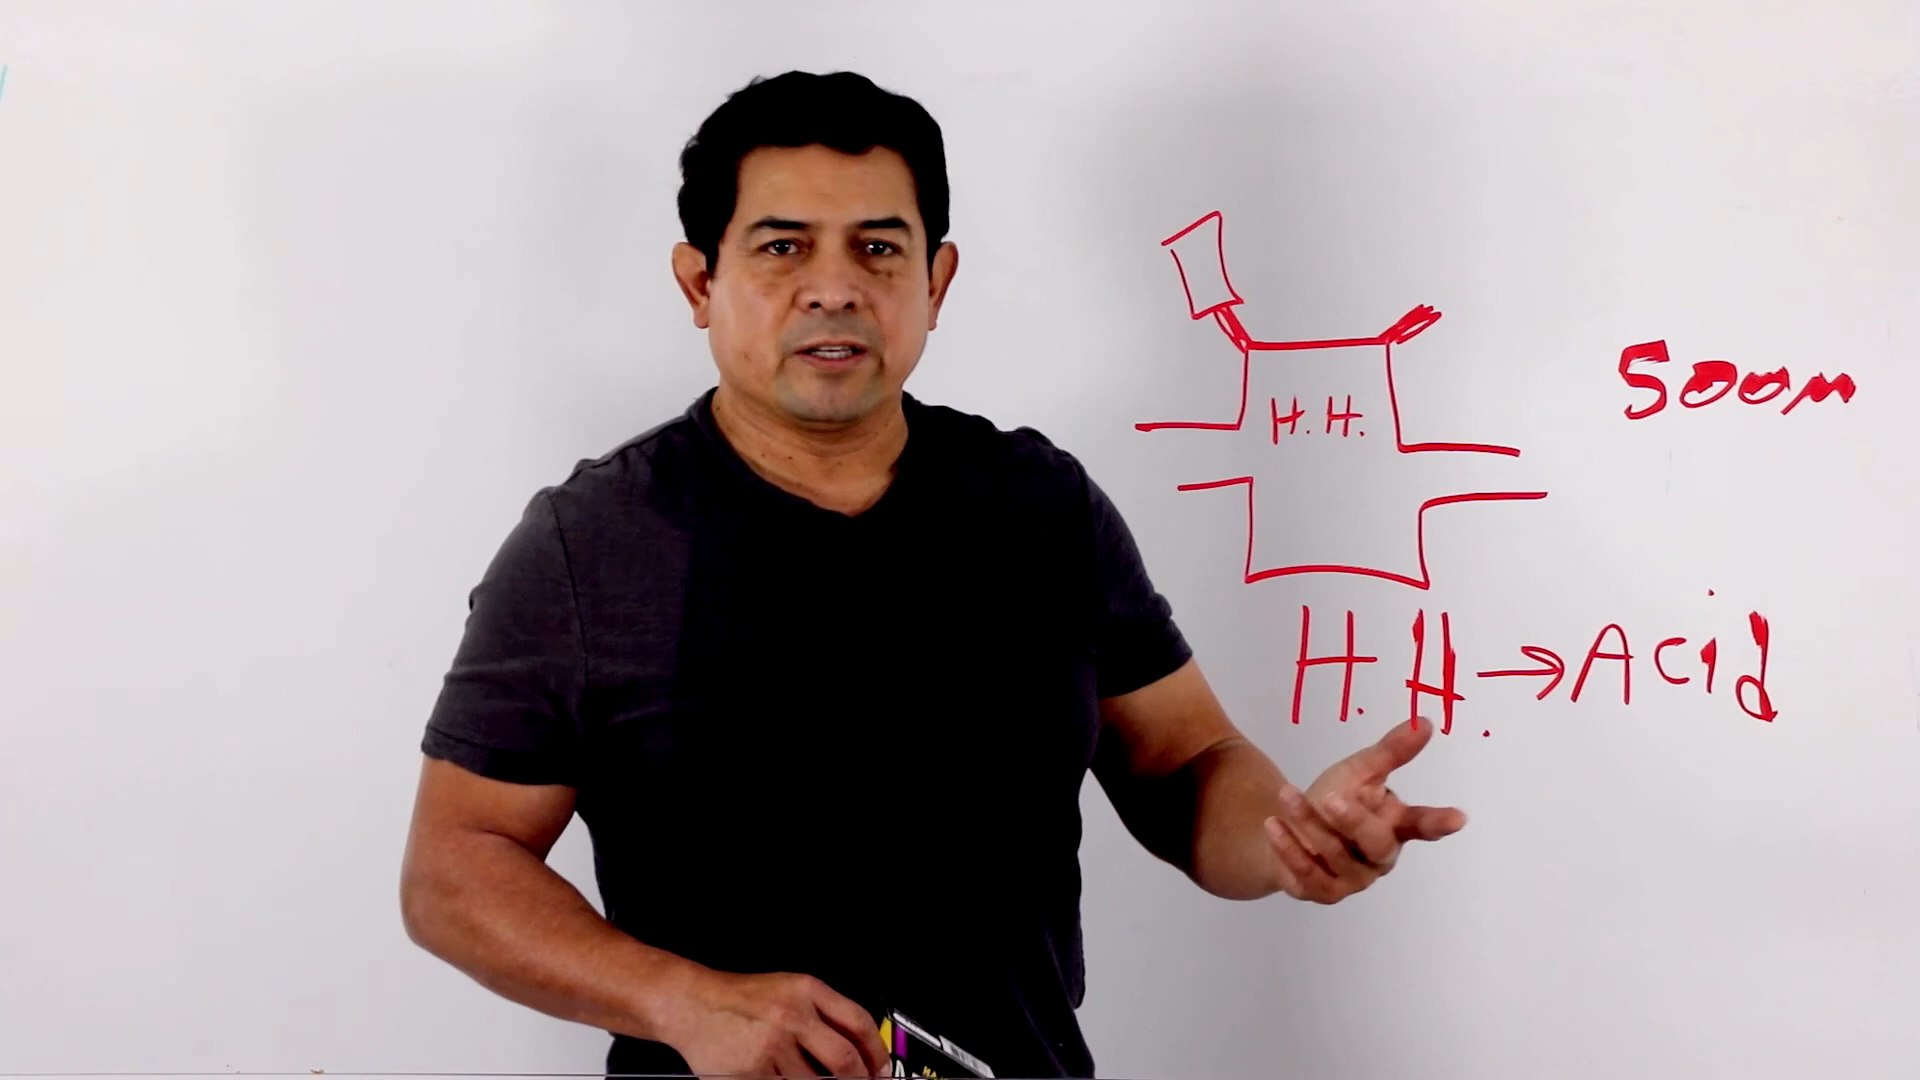 H. H.
500m
H. H. → Acid